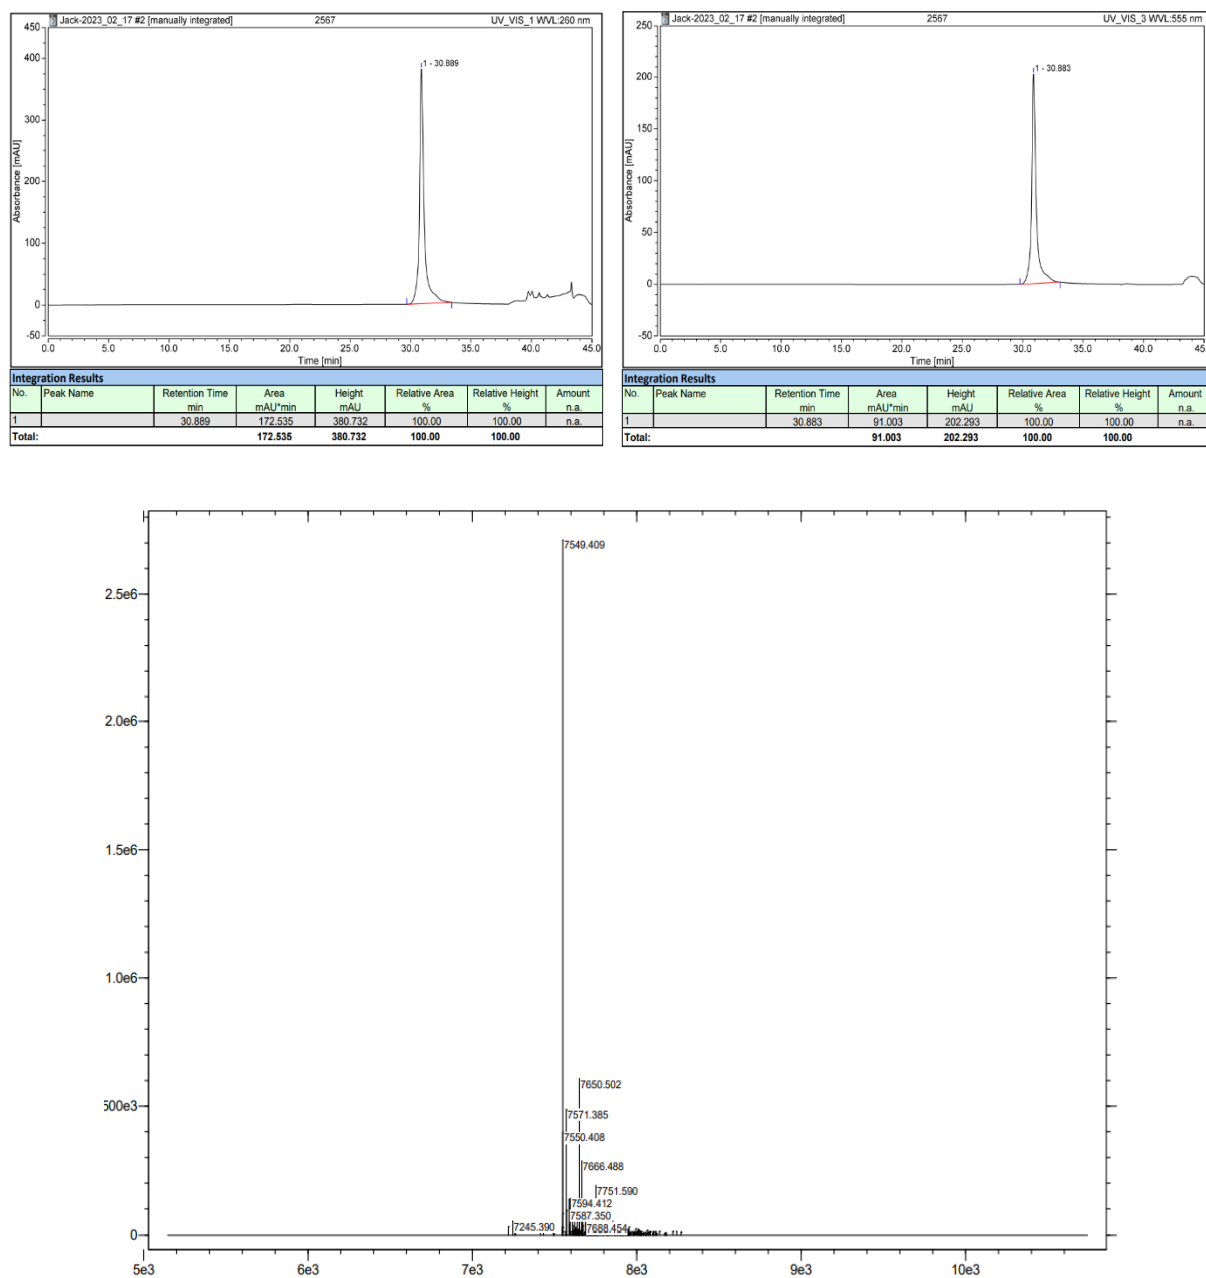 Jack-2023_02_17 #2 [manually integrated] 2567 UV_VIS_1 WVL:260 nm
450
400
300
200
100
0
-50
Absorbance [mAU]
1 - 30.889
0.0 5.0 10.0 15.0 20.0 25.0 30.0 35.0 40.0 45.0
Time [min]
Integration Results
No. Peak Name Retention Time Area Height Relative Area Relative Height Amount
min mAU*min mAU % % n.a.
1 30.889 172.535 380.732 100.00 100.00 n.a.
Total: 172.535 380.732 100.00 100.00
Jack-2023_02_17 #2 [manually integrated] 2567 UV_VIS_3 WVL:555 nm
250
200
150
100
50
0
-50
Absorbance [mAU]
1 - 30.883
0.0 5.0 10.0 15.0 20.0 25.0 30.0 35.0 40.0 45.0
Time [min]
Integration Results
No. Peak Name Retention Time Area Height Relative Area Relative Height Amount
min mAU*min mAU % % n.a.
1 30.883 91.003 202.293 100.00 100.00 n.a.
Total: 91.003 202.293 100.00 100.00
7549.409
2.5e6
2.0e6
1.5e6
1.0e6
7650.502
500e3
7571.385
7550.408
7666.488
7751.590
7594.412
7587.350
7245.390
7688.454
0
5e3 6e3 7e3 8e3 9e3 10e3